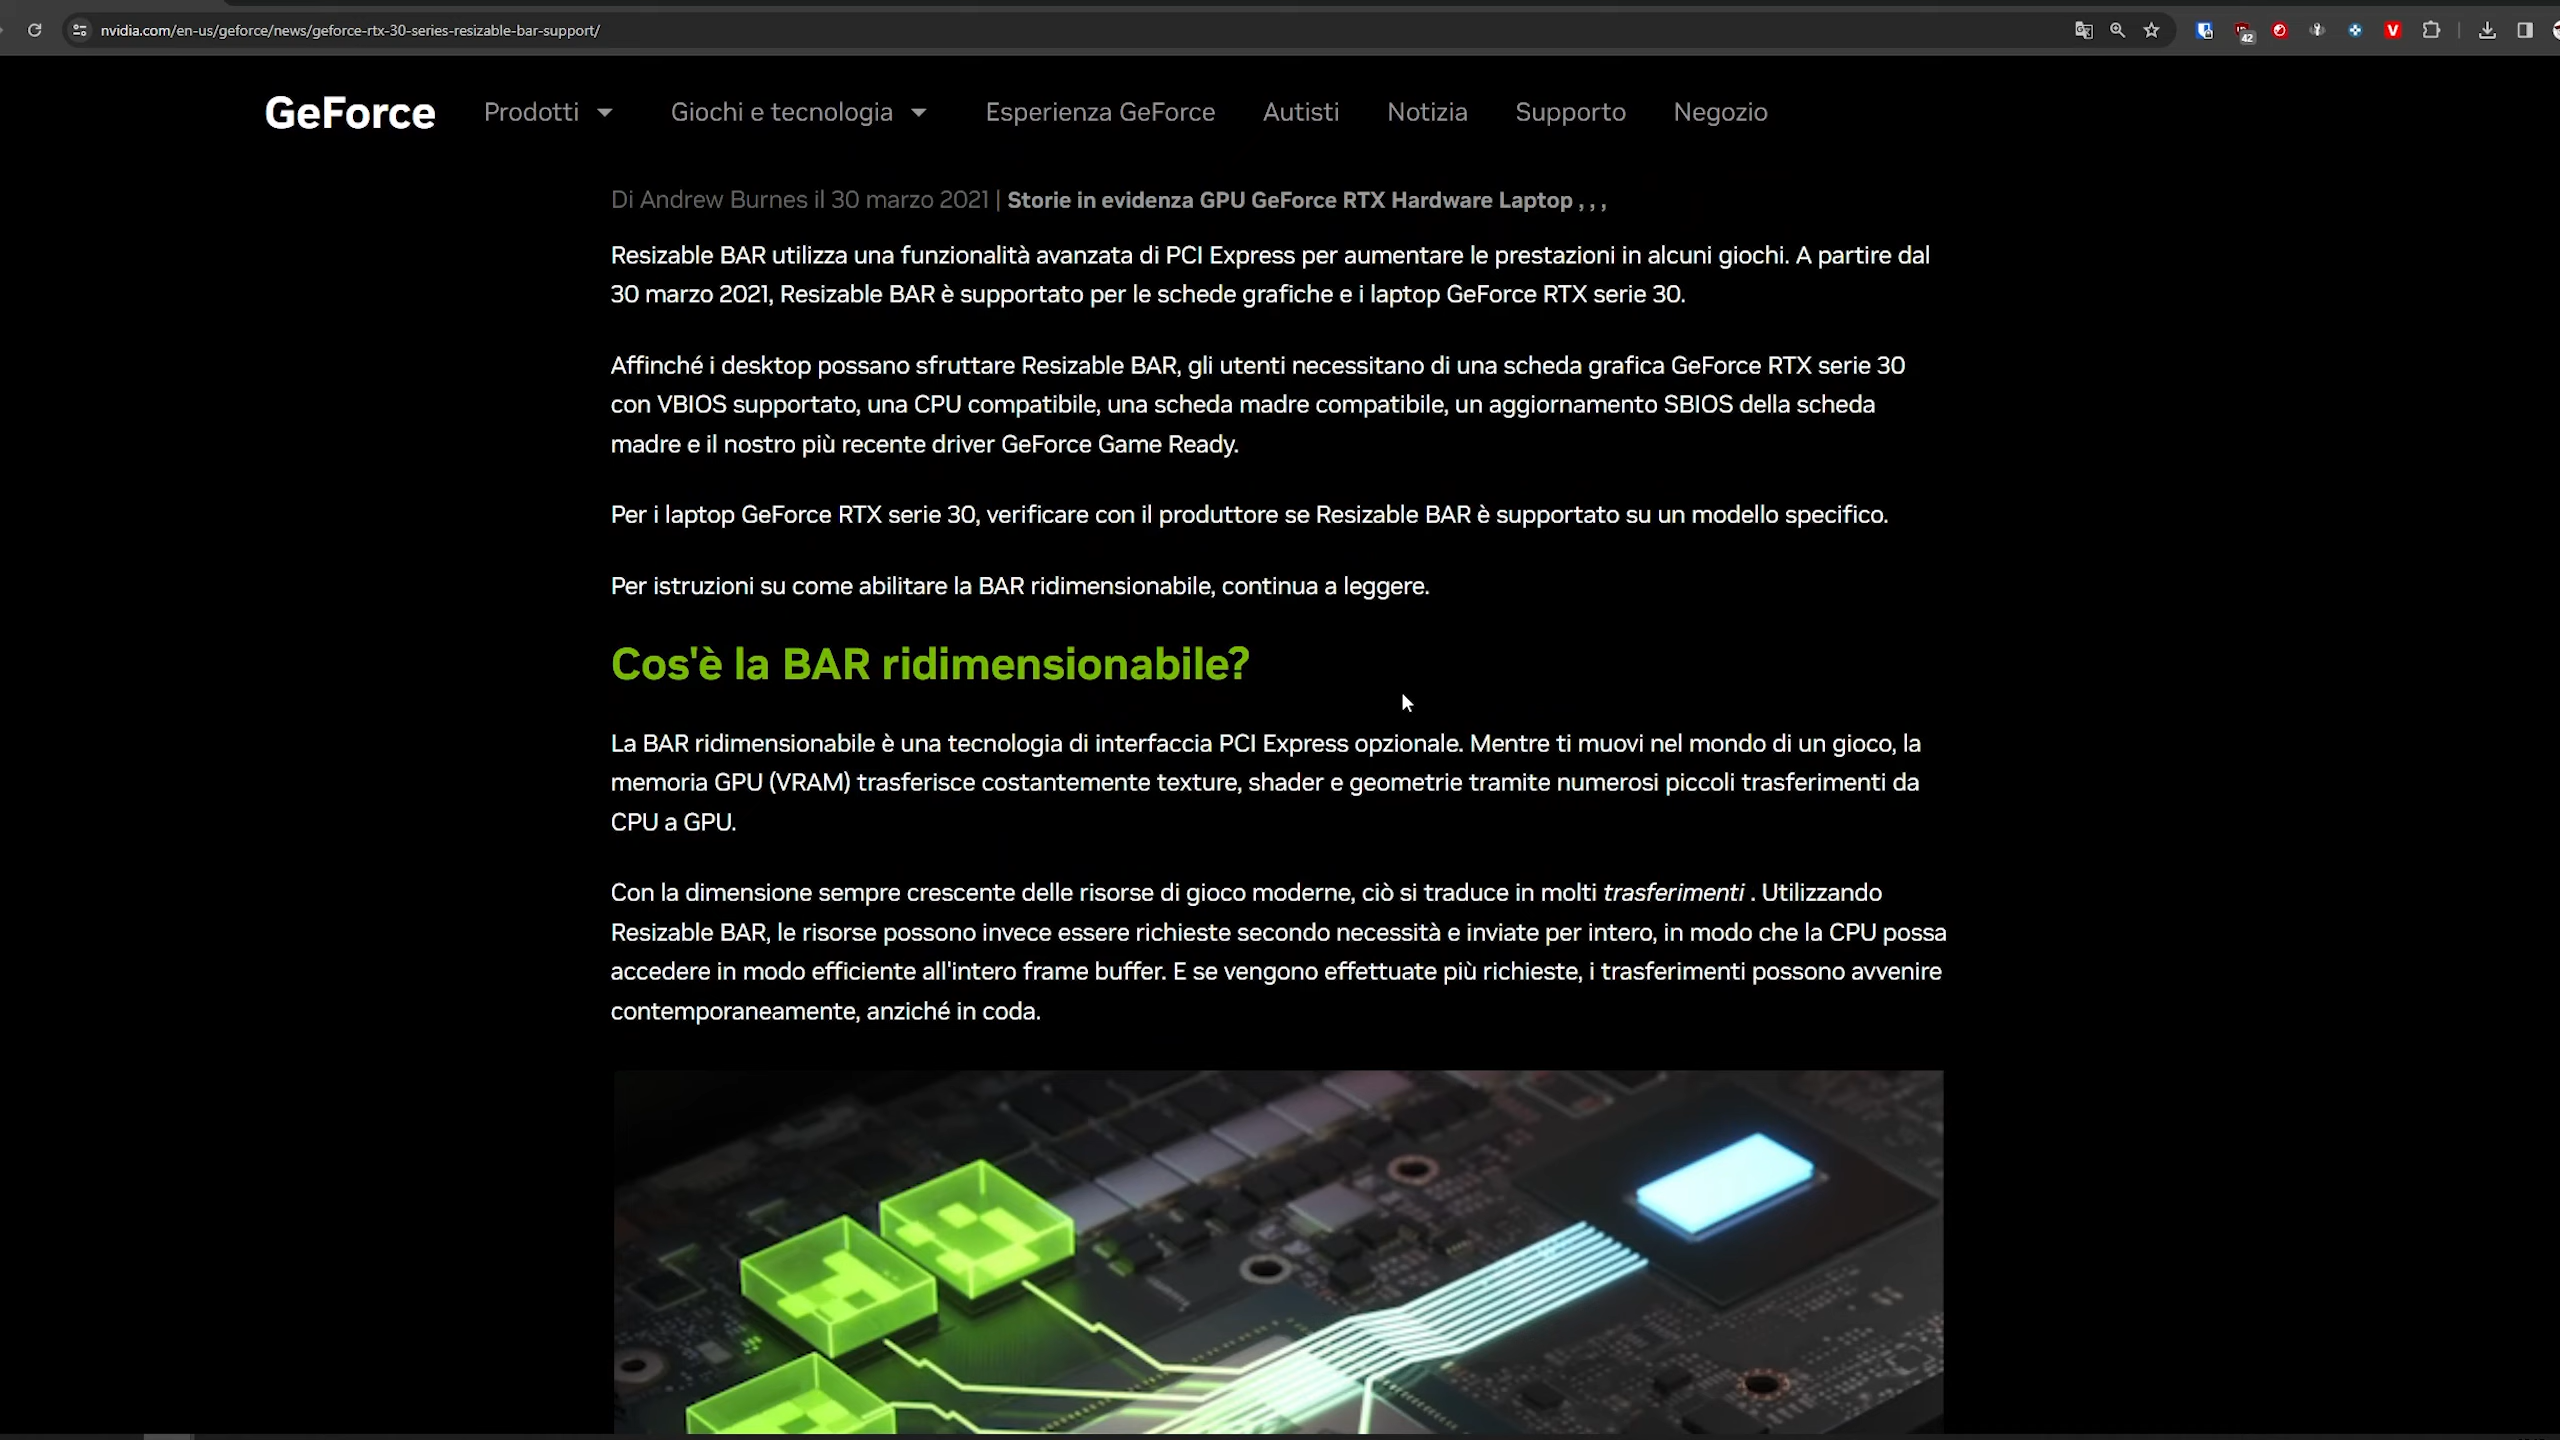 nvidia.com/en-us/geforce/news/geforce-rtx-30-series-resizable-bar-support/
42
V
GeForce Prodotti Giochi e tecnologia Esperienza GeForce Autisti Notizia Supporto Negozio
Di Andrew Burnes il 30 marzo 2021 | Storie in evidenza GPU GeForce RTX Hardware Laptop , , ,
Resizable BAR utilizza una funzionalità avanzata di PCI Express per aumentare le prestazioni in alcuni giochi. A partire dal
30 marzo 2021, Resizable BAR è supportato per le schede grafiche e i laptop GeForce RTX serie 30.
Affinché i desktop possano sfruttare Resizable BAR, gli utenti necessitano di una scheda grafica GeForce RTX serie 30
con VBIOS supportato, una CPU compatibile, una scheda madre compatibile, un aggiornamento SBIOS della scheda
madre e il nostro più recente driver GeForce Game Ready.
Per i laptop GeForce RTX serie 30, verificare con il produttore se Resizable BAR è supportato su un modello specifico.
Per istruzioni su come abilitare la BAR ridimensionabile, continua a leggere.
Cos'è la BAR ridimensionabile?
La BAR ridimensionabile è una tecnologia di interfaccia PCI Express opzionale. Mentre ti muovi nel mondo di un gioco, la
memoria GPU (VRAM) trasferisce costantemente texture, shader e geometrie tramite numerosi piccoli trasferimenti da
CPU a GPU.
Con la dimensione sempre crescente delle risorse di gioco moderne, ciò si traduce in molti trasferimenti . Utilizzando
Resizable BAR, le risorse possono invece essere richieste secondo necessità e inviate per intero, in modo che la CPU possa
accedere in modo efficiente all'intero frame buffer. E se vengono effettuate più richieste, i trasferimenti possono avvenire
contemporaneamente, anziché in coda.